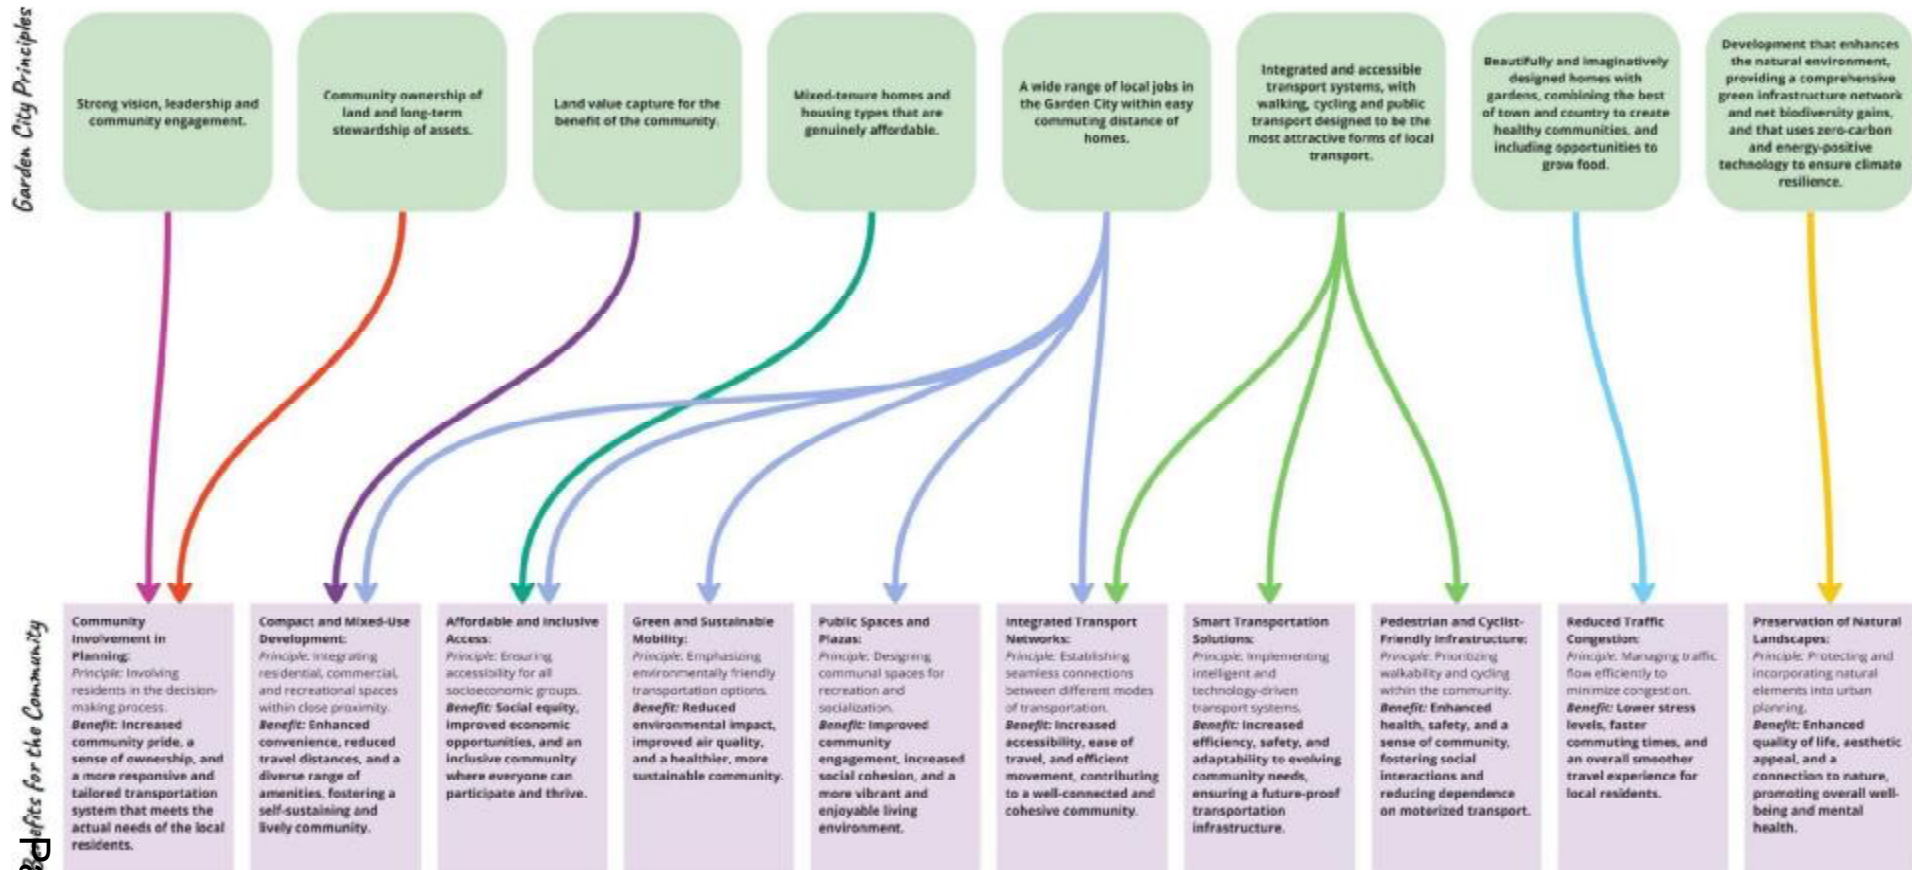 Garden City Principles
Strong vision, leadership and
community engagement.
Community ownership of
land and long-term
stewardship of assets.
Land value capture for the
benefit of the community.
Mixed-tenure homes and
housing types that are
genuinely affordable.
A wide range of local jobs in
the Garden City within easy
commuting distance of
homes.
Integrated and accessible
transport systems, with
walking, cycling and public
transport designed to be the
most attractive forms of local
transport.
Beautifully and imaginatively
designed homes with
gardens, combining the best
of town and country to create
healthy communities, and
including opportunities to
grow food.
Development that enhances
the natural environment,
providing a comprehensive
green infrastructure network
and net biodiversity gains,
and that uses zero-carbon
and energy-positive
technology to ensure climate
resilience.
Benefits for the Community
Community
Involvement in
Planning:
Principle: Involving
residents in the decision-
making process.
Benefit: Increased
community pride, a
sense of ownership, and
a more responsive and
tailored transportation
system that meets the
actual needs of the local
residents.
Compact and Mixed-Use
Development:
Principle: Integrating
residential, commercial,
and recreational spaces
within close proximity.
Benefit: Enhanced
convenience, reduced
travel distances, and a
diverse range of
amenities, fostering a
self-sustaining and
lively community.
Affordable and Inclusive
Access:
Principle: Ensuring
accessibility for all
socioeconomic groups.
Benefit: Social equity,
improved economic
opportunities, and an
inclusive community
where everyone can
participate and thrive.
Green and Sustainable
Mobility:
Principle: Emphasizing
environmentally friendly
transportation options.
Benefit: Reduced
environmental impact,
improved air quality,
and a healthier, more
sustainable community.
Public Spaces and
Plazas:
Principle: Designing
communal spaces for
recreation and
socialization.
Benefit: Improved
community
engagement, increased
social cohesion, and a
more vibrant and
enjoyable living
environment.
Integrated Transport
Networks:
Principle: Establishing
seamless connections
between different modes
of transportation.
Benefit: Increased
accessibility, ease of
travel, and efficient
movement, contributing
to a well-connected and
cohesive community.
Smart Transportation
Solutions:
Principle: Implementing
intelligent and
technology-driven
transport systems.
Benefit: Increased
efficiency, safety, and
adaptability to evolving
community needs,
ensuring a future-proof
transportation
infrastructure.
Pedestrian and Cyclist-
Friendly Infrastructure:
Principle: Prioritizing
walkability and cycling
within the community.
Benefit: Enhanced
health, safety, and a
sense of community,
fostering social
interactions and
reducing dependence
on moterized transport.
Reduced Traffic
Congestion:
Principle: Managing traffic
flow efficiently to
minimize congestion.
Benefit: Lower stress
levels, faster
commuting times, and
an overall smoother
travel experience for
local residents.
Preservation of Natural
Landscapes:
Principle: Protecting and
incorporating natural
elements into urban
planning.
Benefit: Enhanced
quality of life, aesthetic
appeal, and a
connection to nature,
promoting overall well-
being and mental
health.